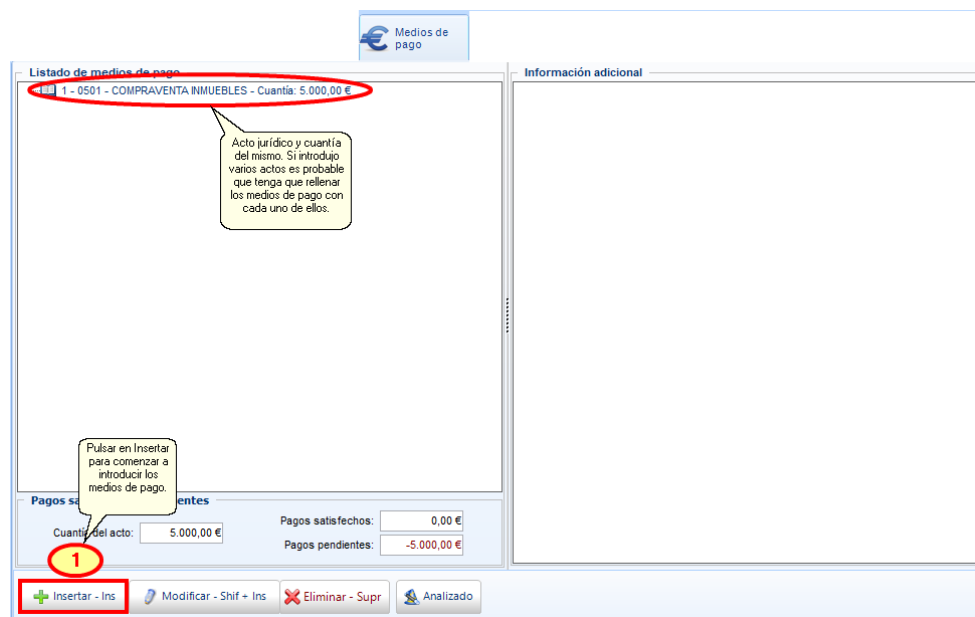 Medios de
pago
Listado de medios de pago
Información adicional
1 - 0501 - COMPRAVENTA INMUEBLES - Cuantía: 5.000,00 €
Acto jurídico y cuantía
del mismo. Si introdujo
varios actos es probable
que tenga que rellenar
los medios de pago con
cada uno de ellos.
Pulsar en Insertar
para comenzar a
introducir los
medios de pago.
Pagos sa entes
Cuantía del acto: 5.000,00 €
Pagos satisfechos: 0,00 €
Pagos pendientes: -5.000,00 €
1
Insertar - Ins
Modificar - Shif + Ins
Eliminar - Supr
Analizado